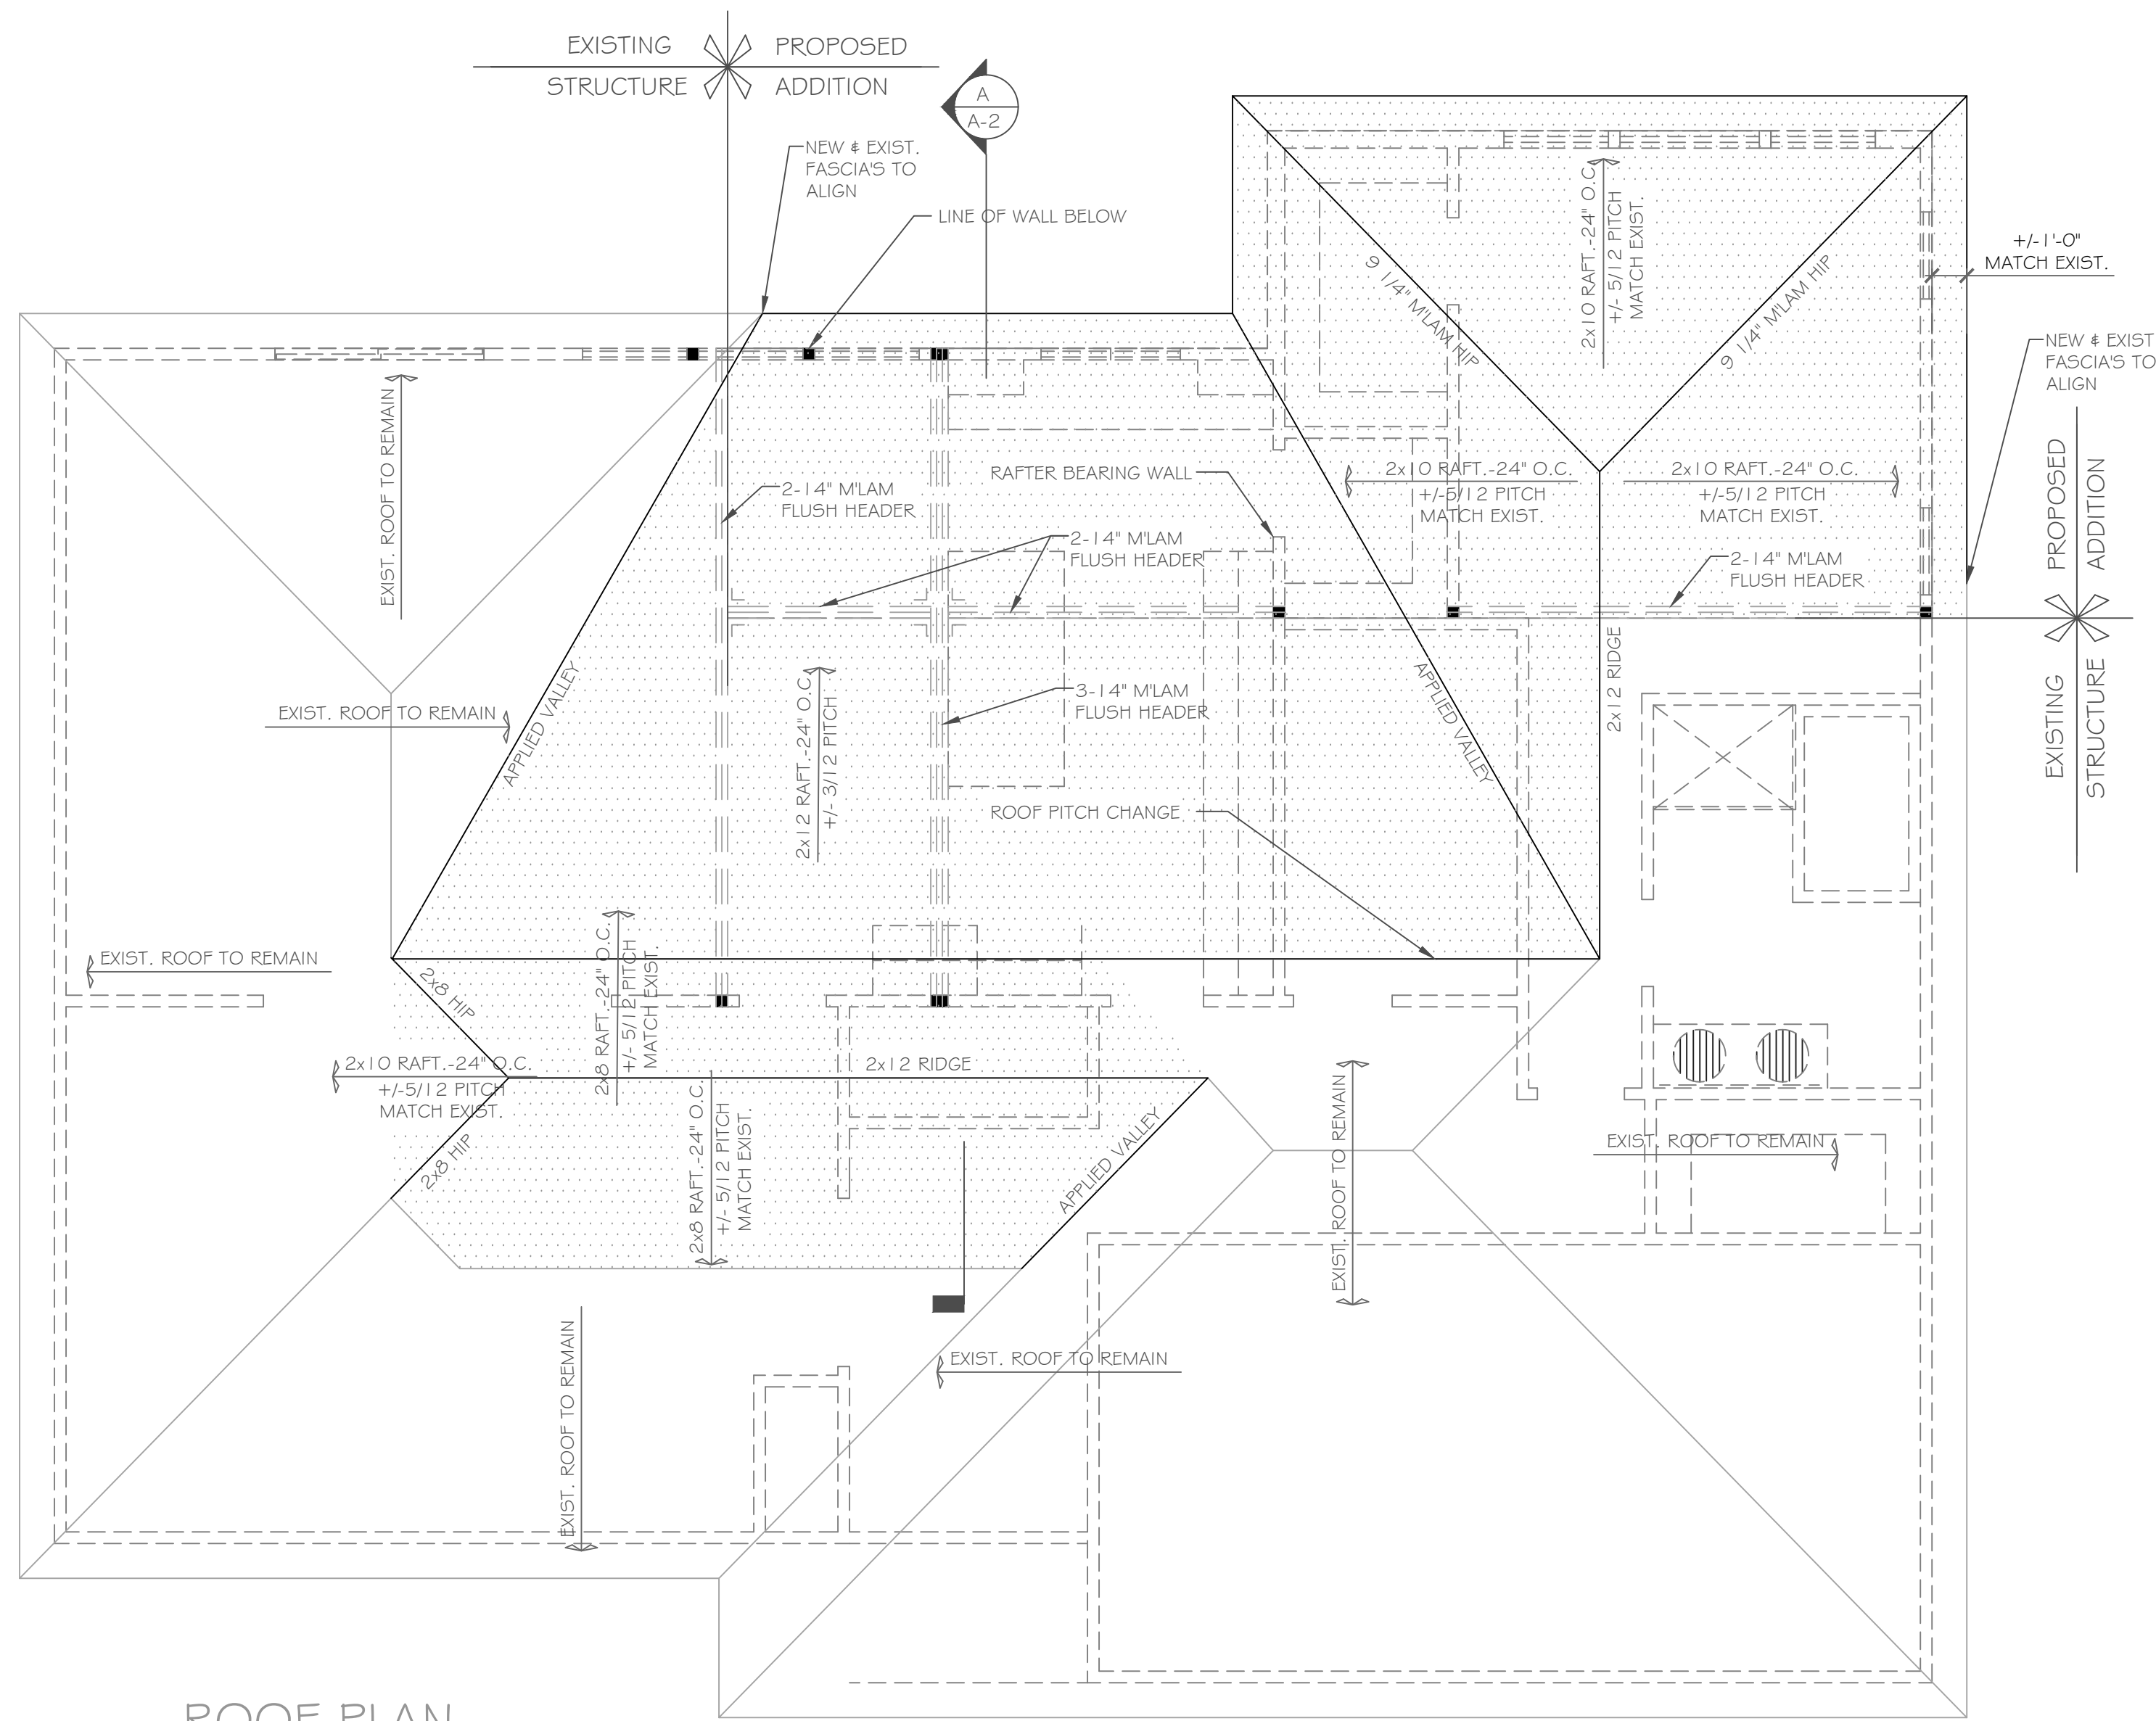 EXISTING
PROPOSED
STRUCTURE
ADDITION
A
A-2
NEW & EXIST.
FASCIA'S TO
ALIGN
LINE OF WALL BELOW
2x10 RAFT.-24" O.C.
+/- 5/12 PITCH
MATCH EXIST.
9 1/4" M'LAM HIP
9 1/4" M'LAM HIP
+/-1'-0"
MATCH EXIST.
NEW & EXIST
FASCIA'S TO
ALIGN
EXIST. ROOF TO REMAIN
2-14" M'LAM
FLUSH HEADER
RAFTER BEARING WALL
2x10 RAFT.-24" O.C.
+/-5/12 PITCH
MATCH EXIST.
2x10 RAFT.-24" O.C.
+/-5/12 PITCH
MATCH EXIST.
PROPOSED
ADDITION
2-14" M'LAM
FLUSH HEADER
2-14" M'LAM
FLUSH HEADER
EXISTING
STRUCTURE
2x12 RIDGE
EXIST. ROOF TO REMAIN
APPLIED VALLEY
2x12 RAFT.-24" O.C.
+/- 3/12 PITCH
3-14" M'LAM
FLUSH HEADER
APPLIED VALLEY
ROOF PITCH CHANGE
EXIST. ROOF TO REMAIN
2x8 HIP
2x8 RAFT.-24" O.C.
+/- 5/12 PITCH
MATCH EXIST.
2x10 RAFT.-24" O.C.
+/-5/12 PITCH
MATCH EXIST.
2x12 RIDGE
2x8 HIP
2x8 RAFT.-24" O.C.
+/- 5/12 PITCH
MATCH EXIST.
APPLIED VALLEY
EXIST. ROOF TO REMAIN
EXIST. ROOF TO REMAIN
EXIST. ROOF TO REMAIN
EXIST. ROOF TO REMAIN
ROOF PLAN